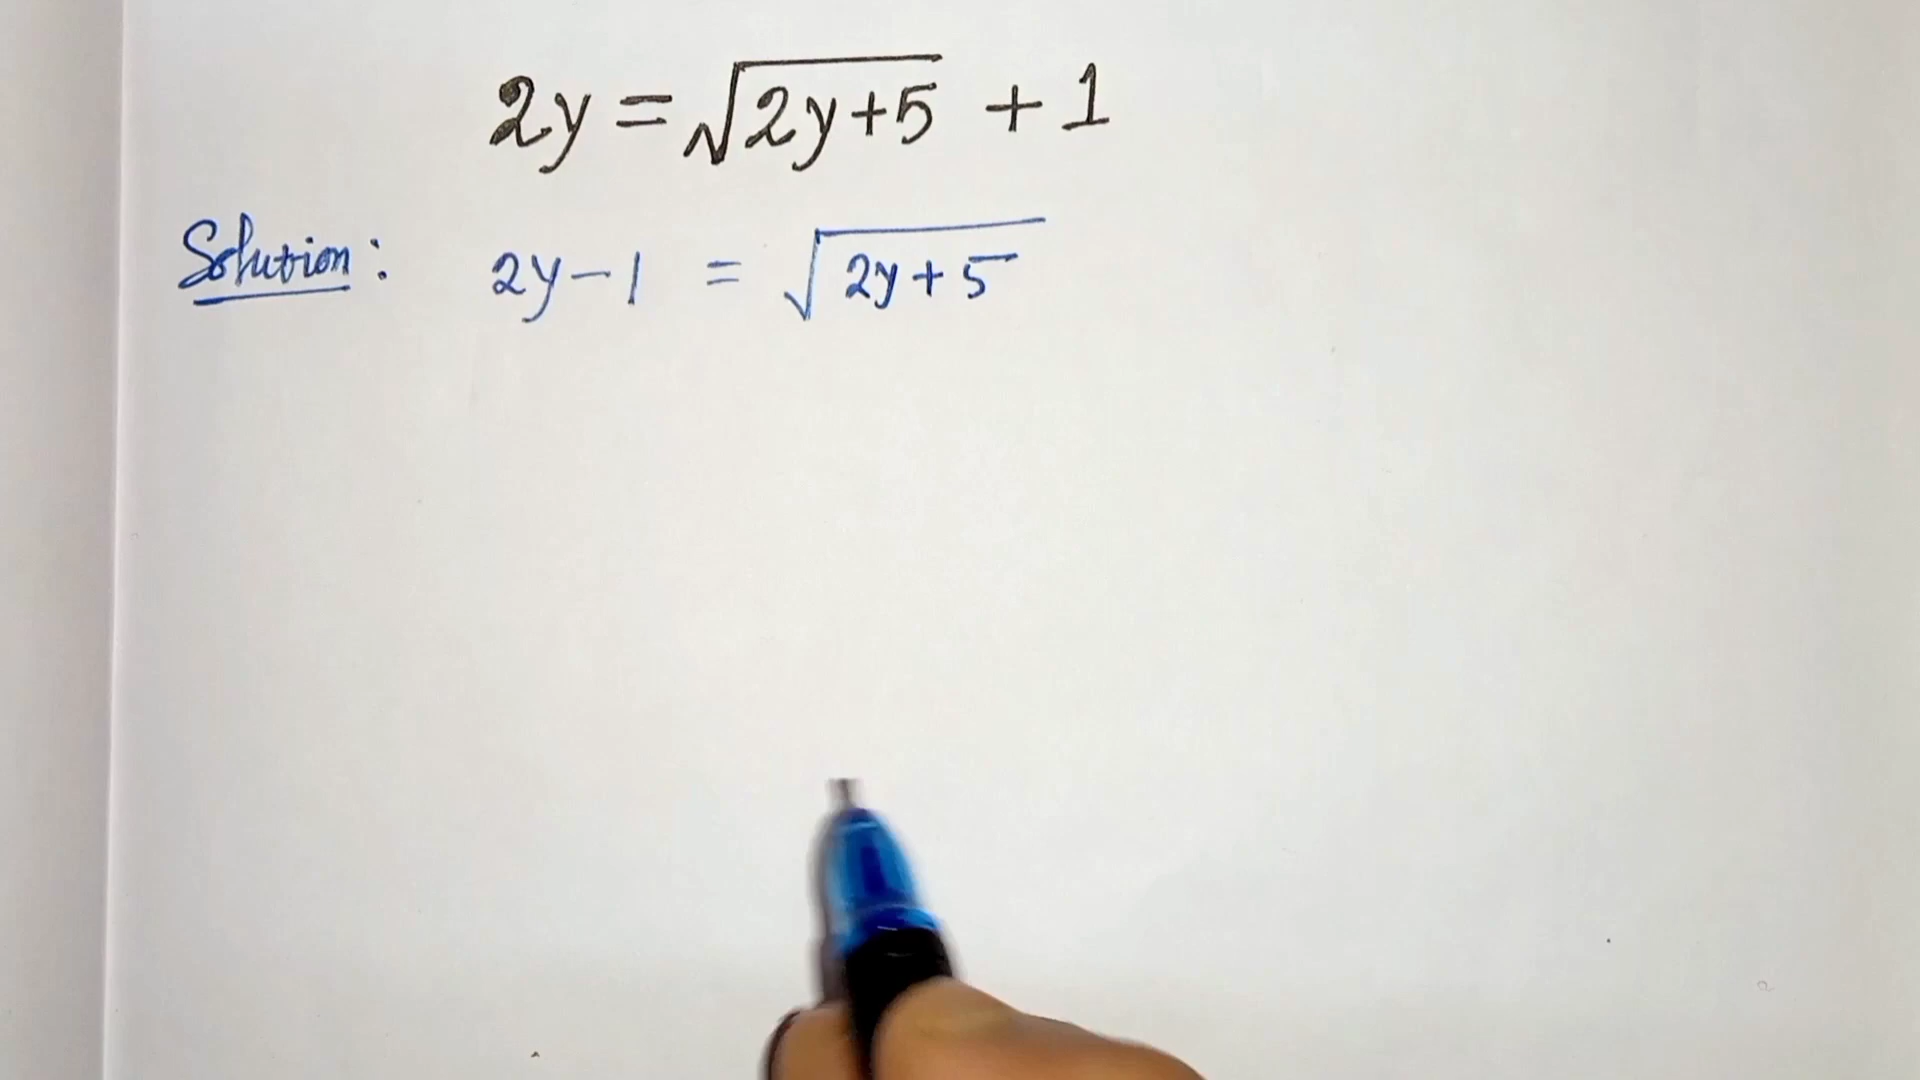 2y = √(2y+5) + 1
Solution: 2y - 1 = √(2y + 5)